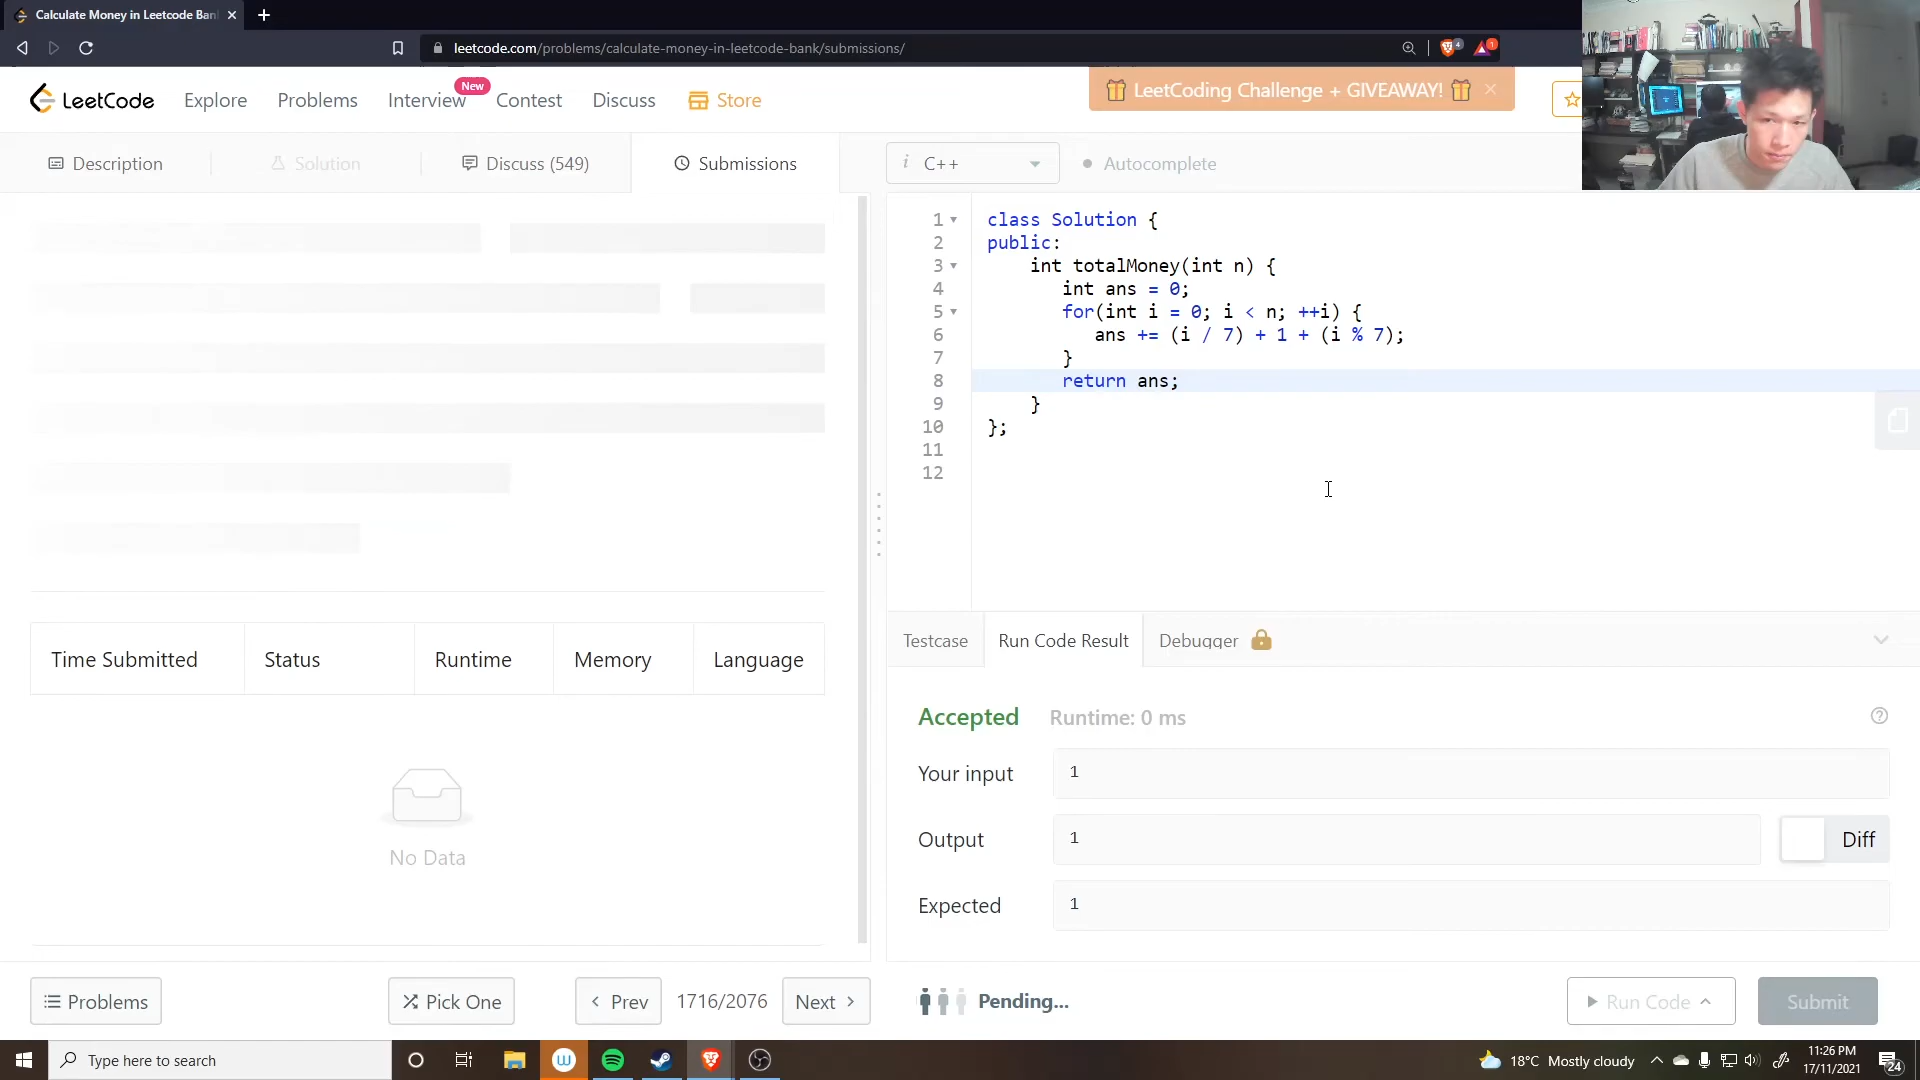 Calculate Money in Leetcode Ban
leetcode.com/problems/calculate-money-in-leetcode-bank/submissions/
LeetCode
Explore
Problems
Interview
New
Contest
Discuss
Store
LeetCoding Challenge + GIVEAWAY!
Description
Solution
Discuss (549)
Submissions
C++
Autocomplete
1 class Solution {
2 public:
3 int totalMoney(int n) {
4 int ans = 0;
5 for(int i = 0; i < n; ++i) {
6 ans += (i / 7) + 1 + (i % 7);
7 }
8 return ans;
9 }
10 };
11
12
Time Submitted
Status
Runtime
Memory
Language
No Data
Testcase
Run Code Result
Debugger
Accepted
Runtime: 0 ms
Your input
1
Output
1
Diff
Expected
1
Problems
Pick One
Prev
1716/2076
Next
Pending...
Run Code
Submit
Type here to search
18°C Mostly cloudy
11:26 PM
17/11/2021
24